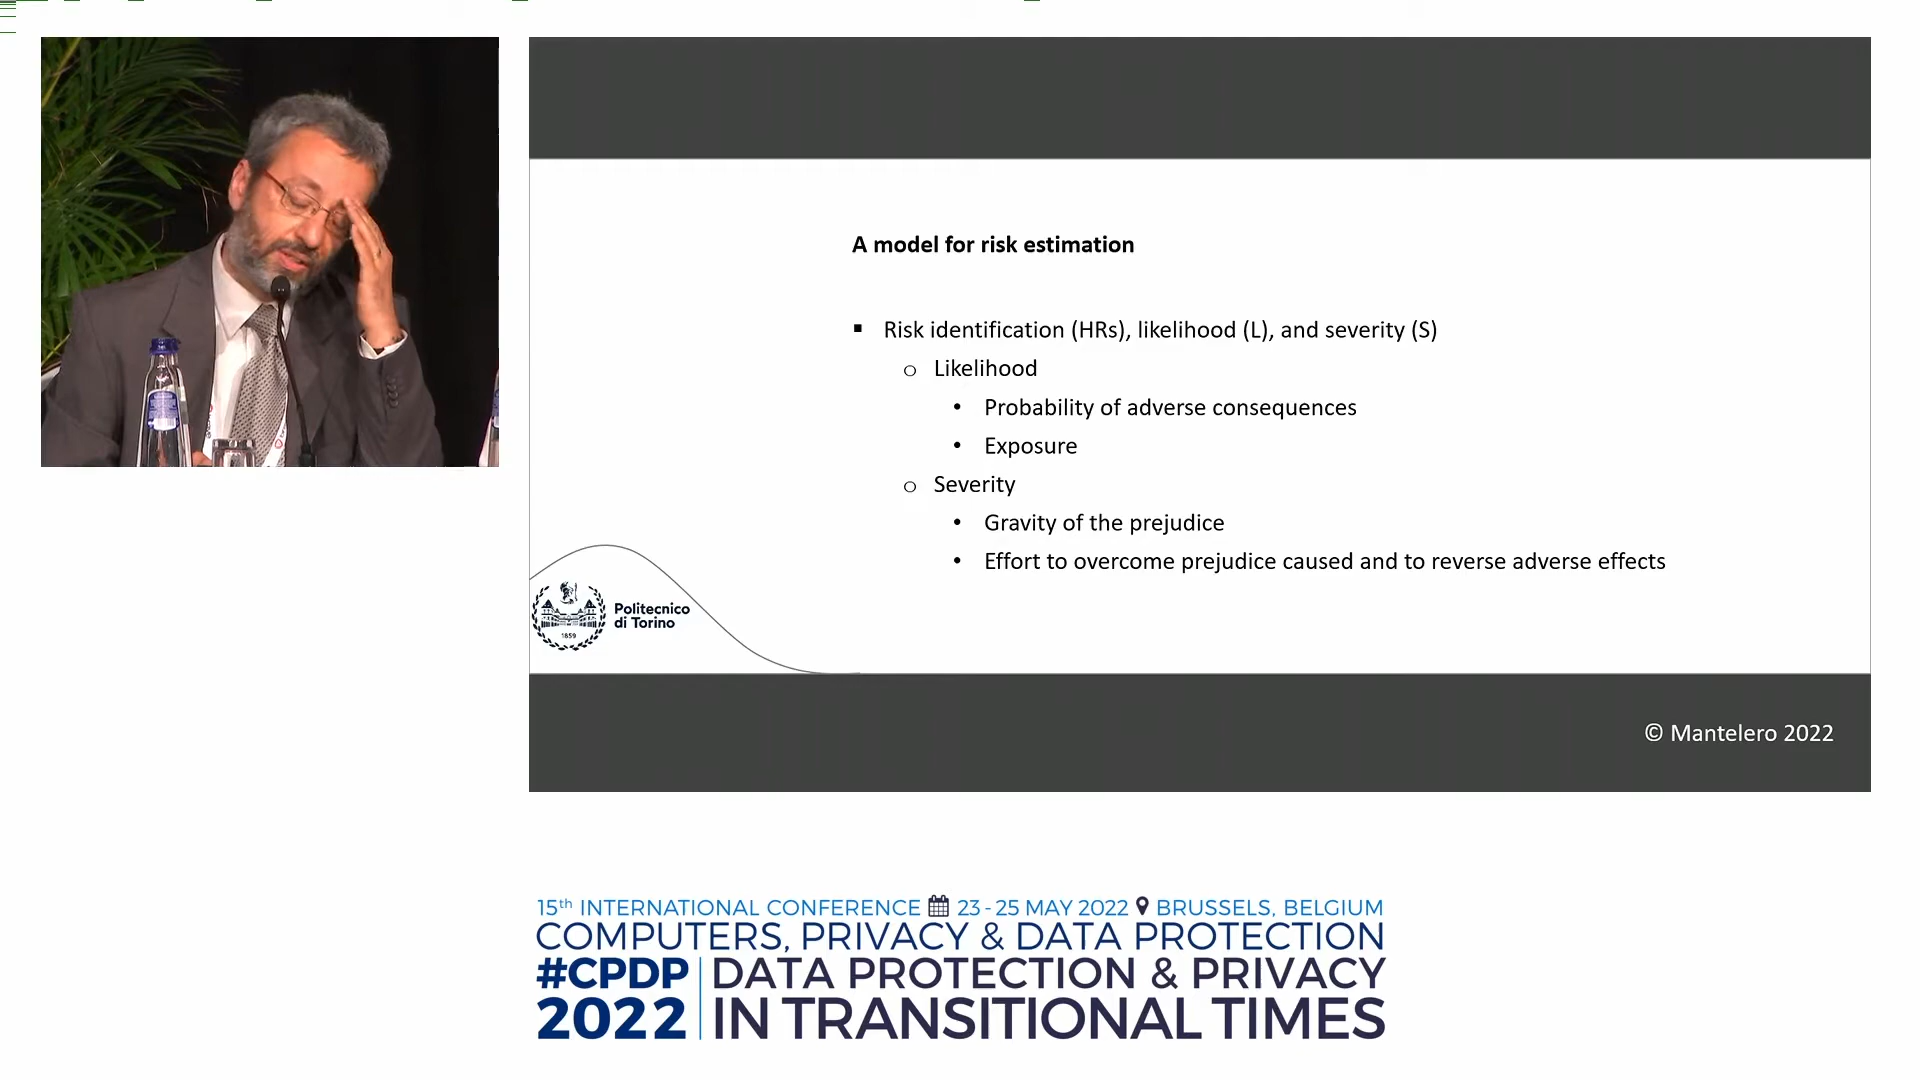 A model for risk estimation
▪ Risk identification (HRs), likelihood (L), and severity (S)
o Likelihood
• Probability of adverse consequences
• Exposure
o Severity
• Gravity of the prejudice
• Effort to overcome prejudice caused and to reverse adverse effects
1859
Politecnico
di Torino
© Mantelero 2022
15th INTERNATIONAL CONFERENCE 23-25 MAY 2022 BRUSSELS, BELGIUM
COMPUTERS, PRIVACY & DATA PROTECTION
#CPDP DATA PROTECTION & PRIVACY
2022 IN TRANSITIONAL TIMES